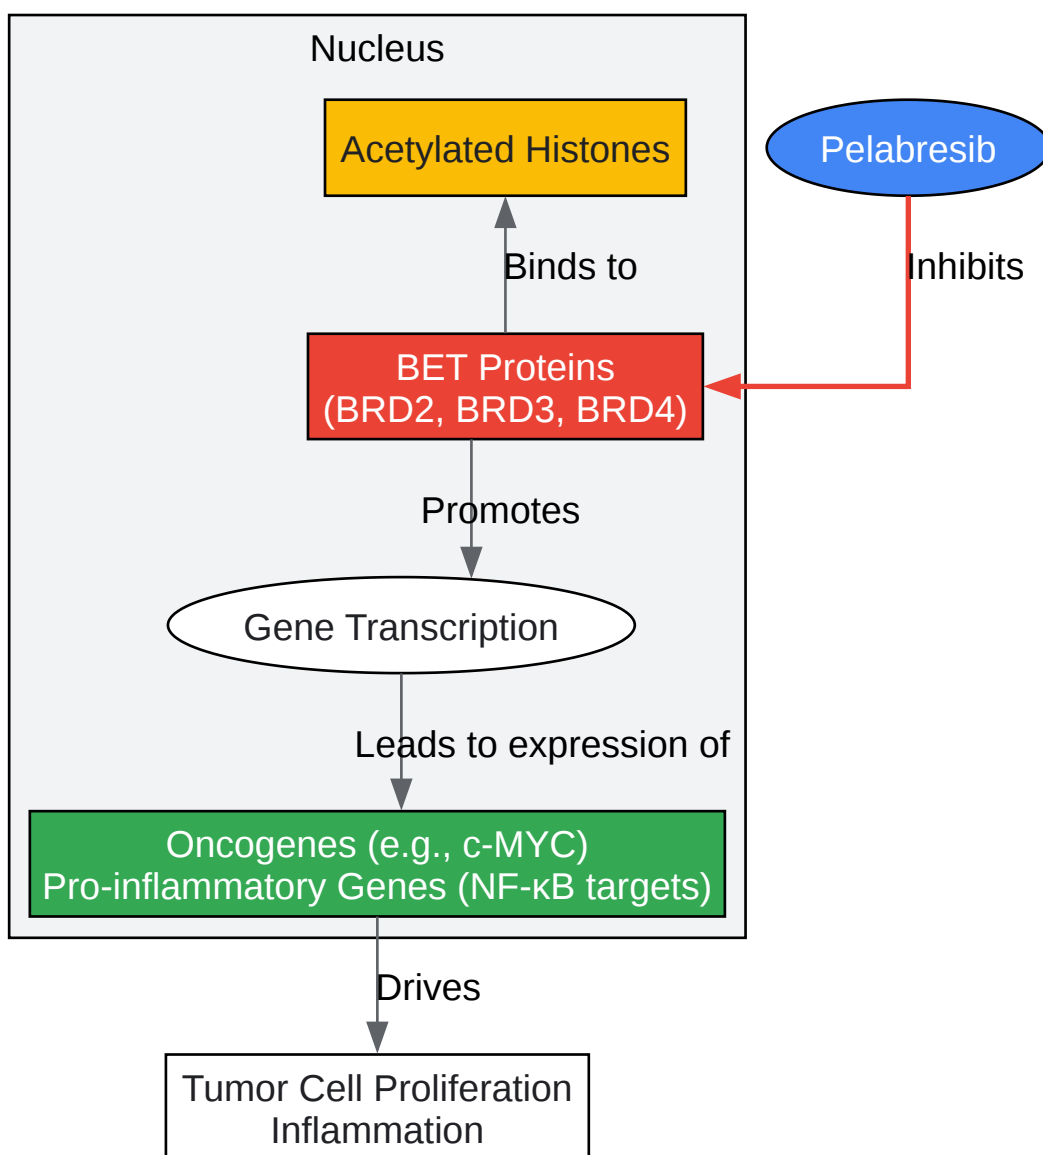 Nucleus
Acetylated Histones
Pelabresib
Binds to
Inhibits
BET Proteins
(BRD2, BRD3, BRD4)
Promotes
Gene Transcription
Leads to expression of
Oncogenes (e.g., c-MYC)
Pro-inflammatory Genes (NF-κB targets)
Drives
Tumor Cell Proliferation
Inflammation